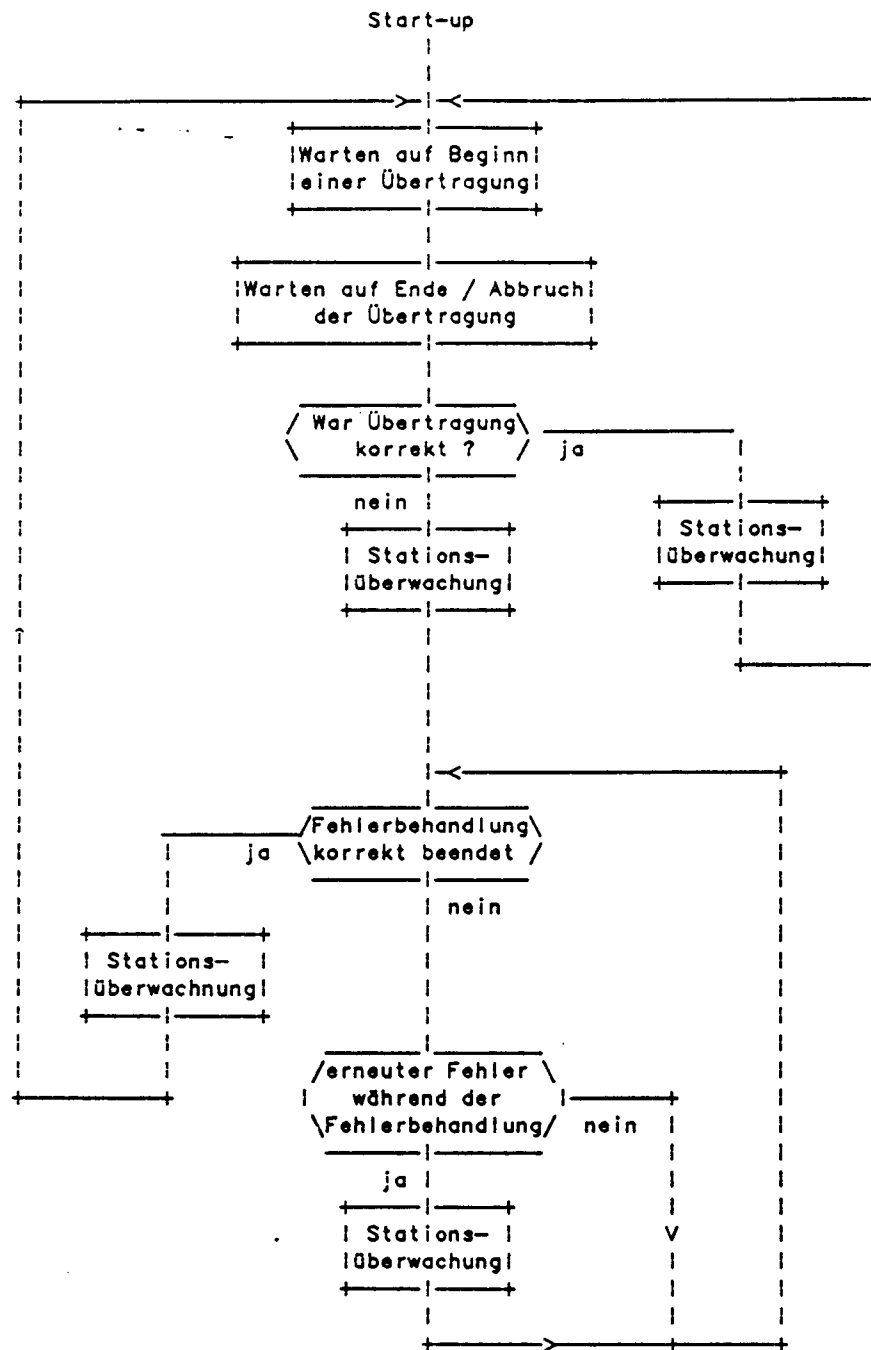 Start-up
Warten auf Beginn
einer Übertragung
Warten auf Ende / Abbruch
der Übertragung
War Übertragung
korrekt ?
ja
nein
Stations-
überwachung
Stations-
überwachung
Fehlerbehandlung
korrekt beendet
ja
nein
Stations-
überwachnung
erneuter Fehler
während der
Fehlerbehandlung
nein
ja
Stations-
überwachung